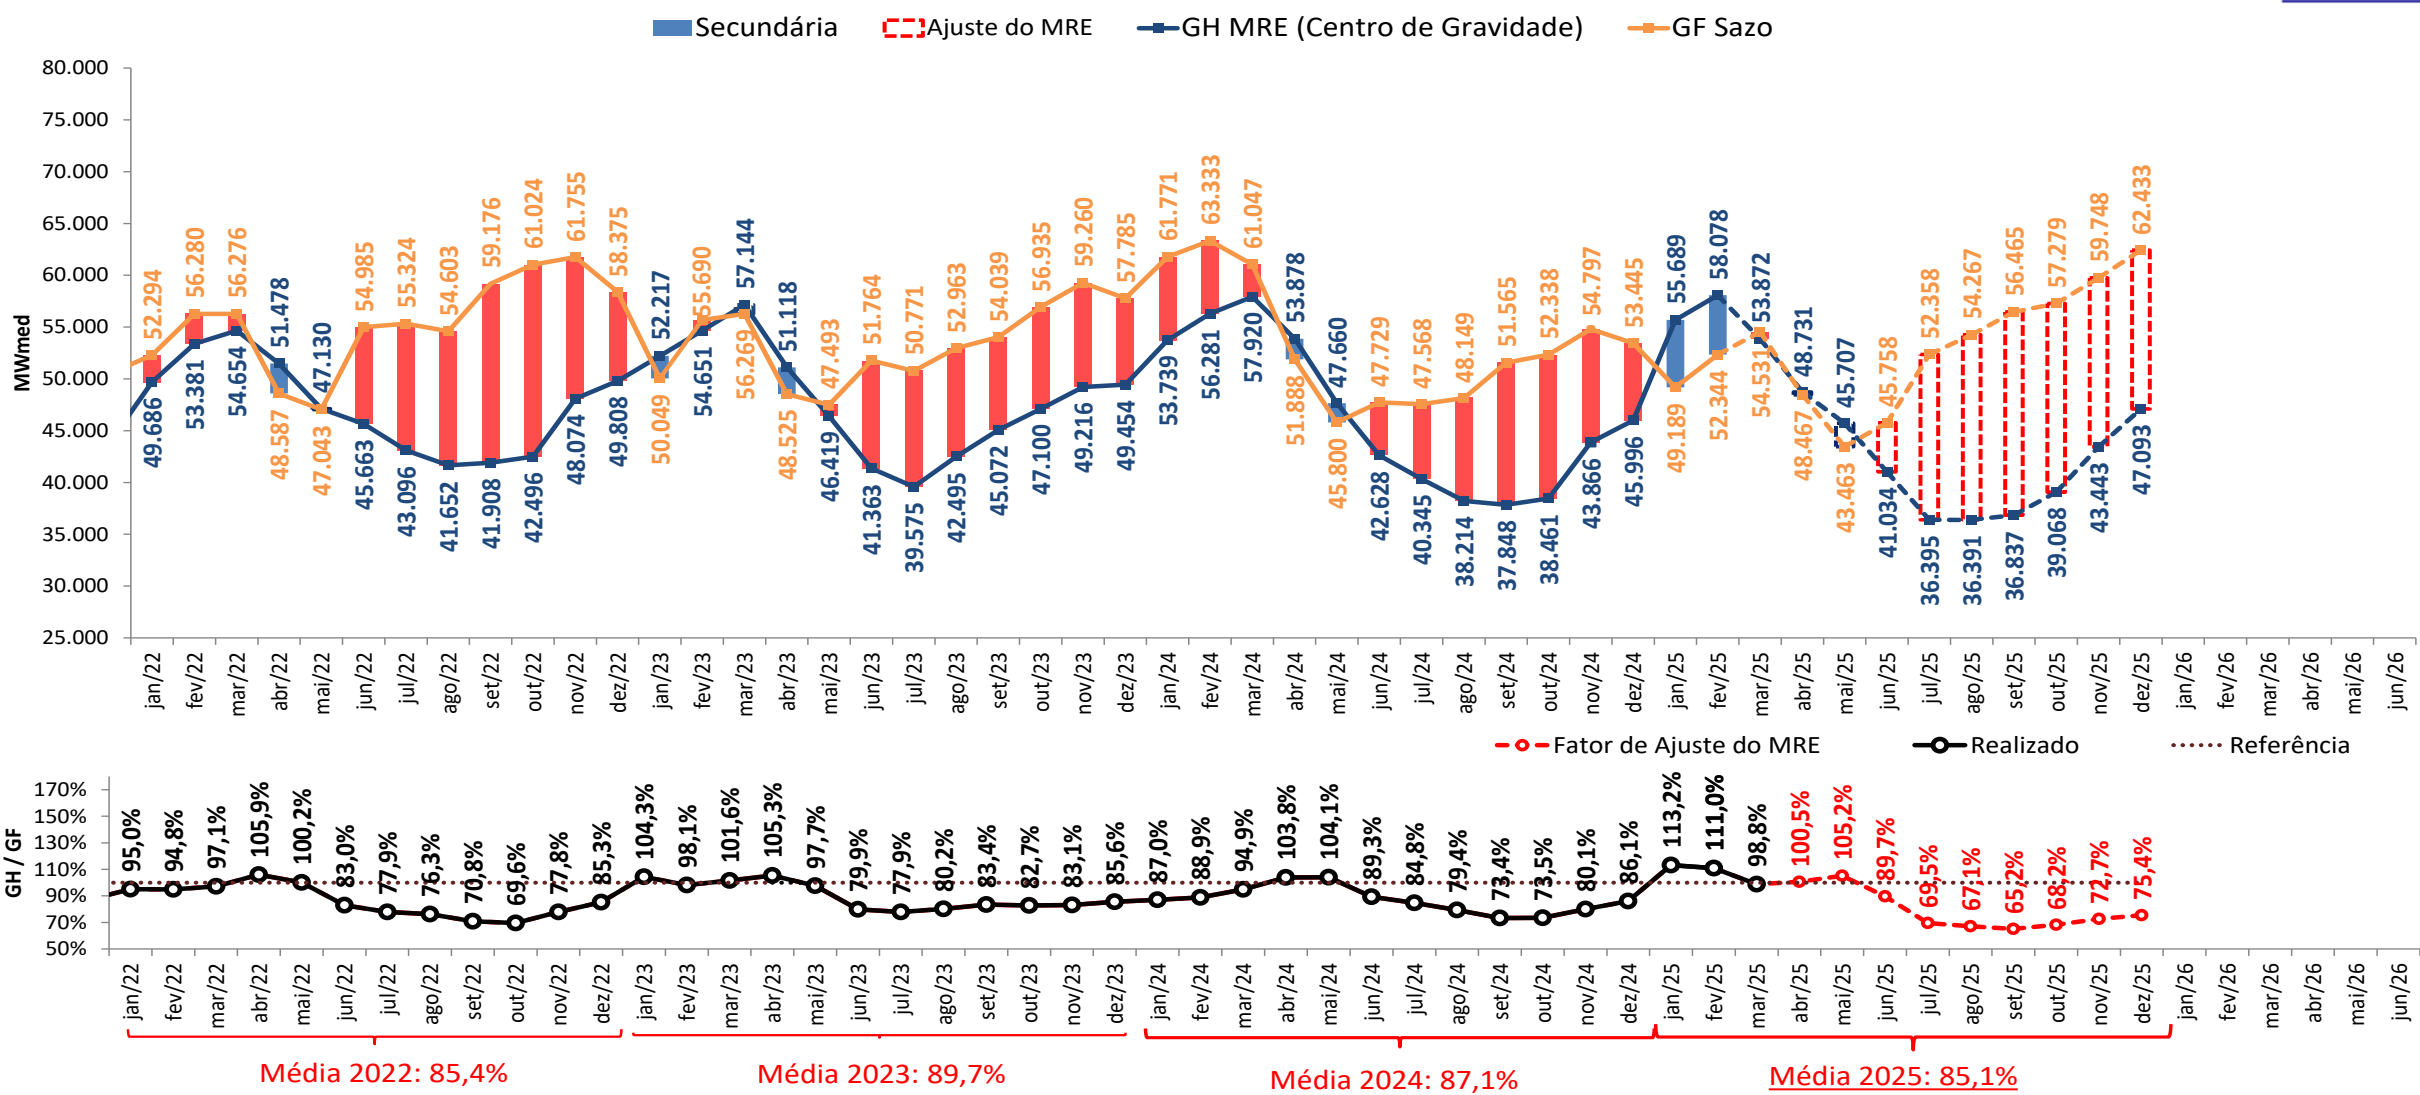 Secundária Ajuste do MRE GH MRE (Centro de Gravidade) GF Sazo
MWmed
80.000
75.000
70.000
65.000
60.000
55.000
50.000
45.000
40.000
35.000
30.000
25.000
52.294 56.280 56.276 48.587 47.043 54.985 55.324 54.603 59.176 61.024 61.755 58.375 50.049 55.690 56.269 48.525 47.493 51.764 50.771 52.963 54.039 56.935 59.260 57.785 61.771 63.333 61.047 51.888 45.800 47.729 47.568 48.149 51.565 52.338 54.797 53.445 49.189 52.344 54.531 48.467 43.463 45.758 52.358 54.267 56.465 57.279 59.748 62.433
49.686 53.381 54.654 51.478 47.130 45.663 43.096 41.652 41.908 42.496 48.074 49.808 52.217 54.651 57.144 51.118 46.419 41.363 39.575 42.495 45.072 47.100 49.216 49.454 53.739 56.281 57.920 53.878 47.660 42.628 40.345 38.214 37.848 38.461 43.866 45.996 55.689 58.078 53.872 48.731 45.707 41.034 36.395 36.391 36.837 39.068 43.443 47.093
jan/22 fev/22 mar/22 abr/22 mai/22 jun/22 jul/22 ago/22 set/22 out/22 nov/22 dez/22 jan/23 fev/23 mar/23 abr/23 mai/23 jun/23 jul/23 ago/23 set/23 out/23 nov/23 dez/23 jan/24 fev/24 mar/24 abr/24 mai/24 jun/24 jul/24 ago/24 set/24 out/24 nov/24 dez/24 jan/25 fev/25 mar/25 abr/25 mai/25 jun/25 jul/25 ago/25 set/25 out/25 nov/25 dez/25 jan/26 fev/26 mar/26 abr/26 mai/26 jun/26
Fator de Ajuste do MRE Realizado Referência
GH / GF
170%
150%
130%
110%
90%
70%
50%
95,0% 94,8% 97,1% 105,9% 100,2% 83,0% 77,9% 76,3% 70,8% 69,6% 77,8% 85,3% 104,3% 98,1% 101,6% 105,3% 97,7% 79,9% 77,9% 80,2% 83,4% 82,7% 83,1% 85,6% 87,0% 88,9% 94,9% 103,8% 104,1% 89,3% 84,8% 79,4% 73,4% 73,5% 80,1% 86,1% 113,2% 111,0% 98,8% 100,5% 105,2% 89,7% 69,5% 67,1% 65,2% 68,2% 72,7% 75,4%
jan/22 fev/22 mar/22 abr/22 mai/22 jun/22 jul/22 ago/22 set/22 out/22 nov/22 dez/22 jan/23 fev/23 mar/23 abr/23 mai/23 jun/23 jul/23 ago/23 set/23 out/23 nov/23 dez/23 jan/24 fev/24 mar/24 abr/24 mai/24 jun/24 jul/24 ago/24 set/24 out/24 nov/24 dez/24 jan/25 fev/25 mar/25 abr/25 mai/25 jun/25 jul/25 ago/25 set/25 out/25 nov/25 dez/25 jan/26 fev/26 mar/26 abr/26 mai/26 jun/26
Média 2022: 85,4% Média 2023: 89,7% Média 2024: 87,1% Média 2025: 85,1%